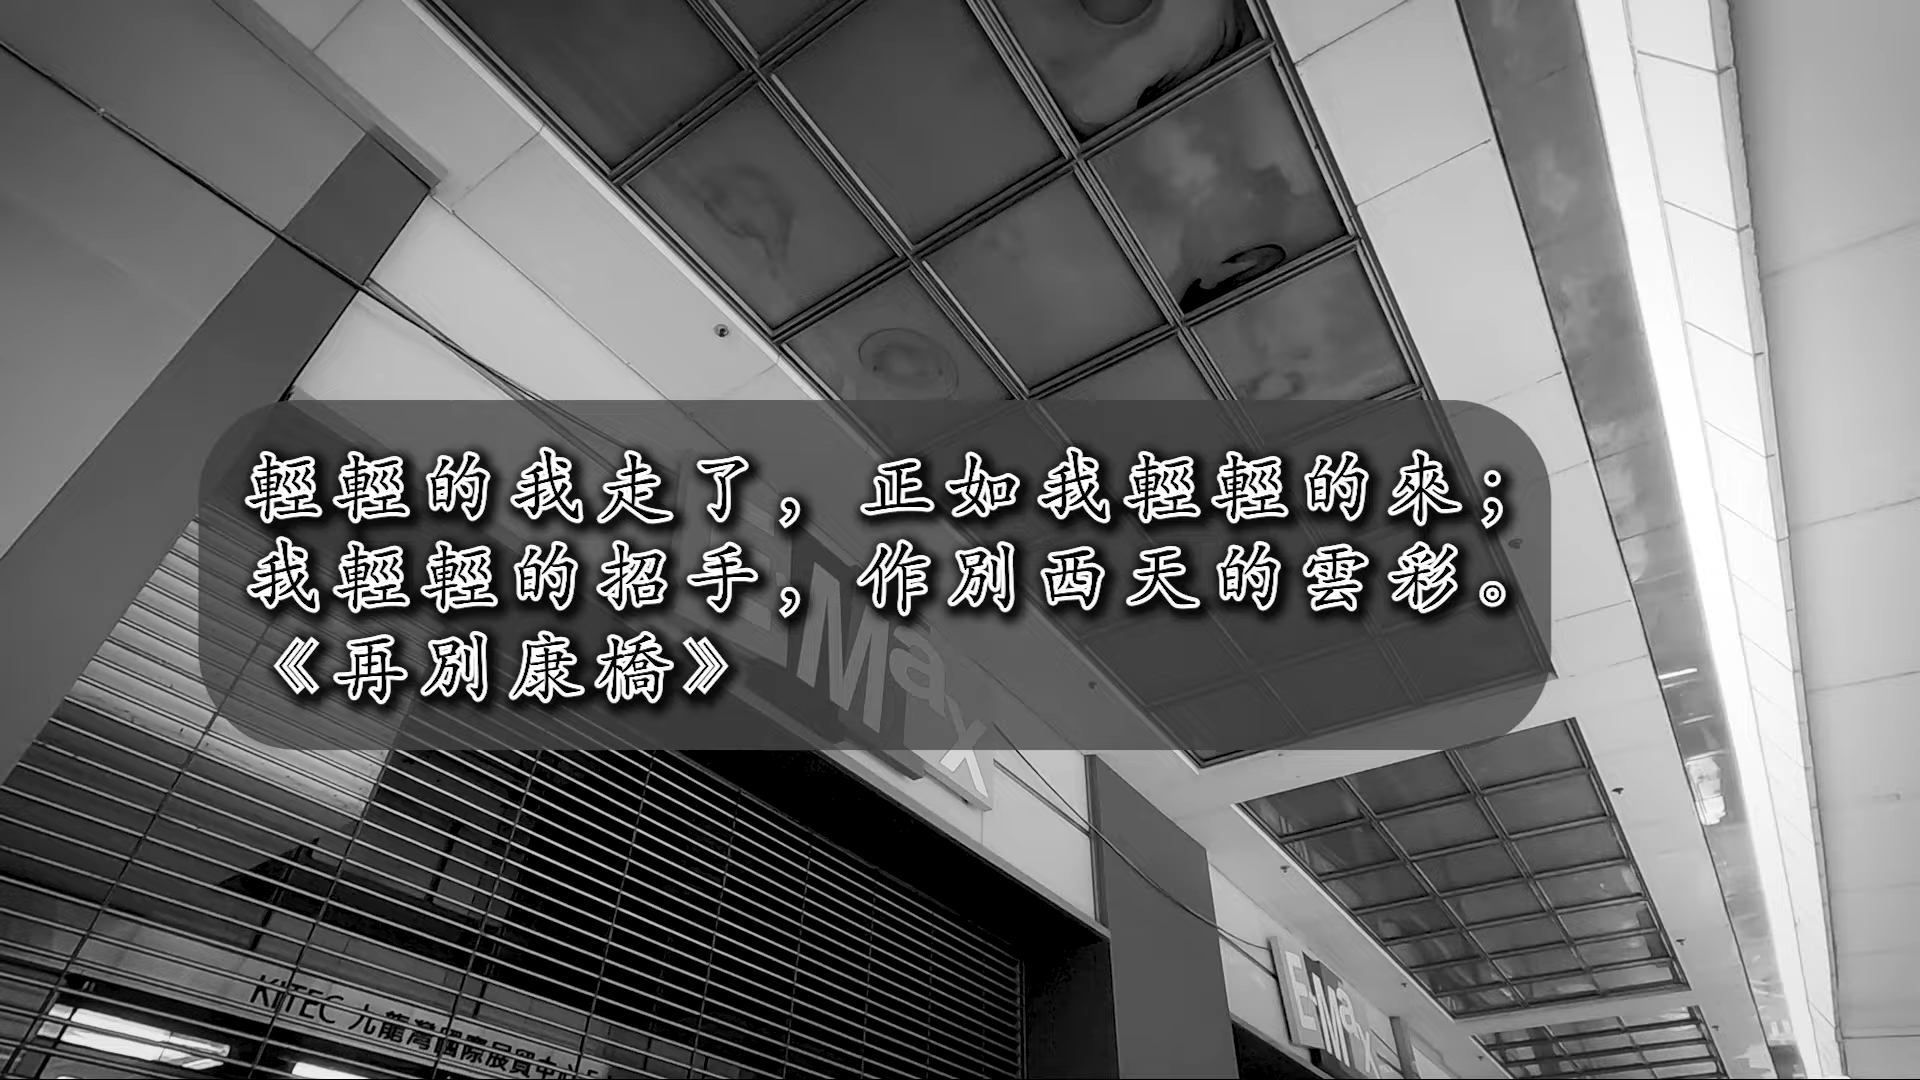 輕輕的我走了，正如我輕輕的來；
我輕輕的招手，作別西天的雲彩。
《再別康橋》
E-Max
KITEC 九龍灣國際展貿中心
E-Max